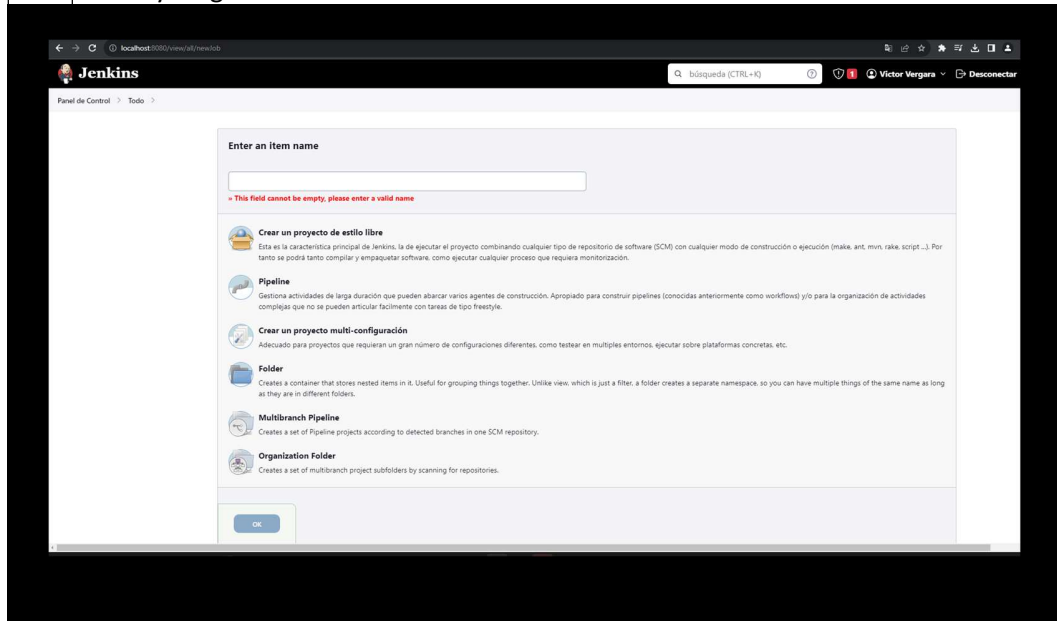 localhost:8080/view/all/newJob
Jenkins
búsqueda (CTRL+K)
1
Victor Vergara
Desconectar
Panel de Control > Todo >
Enter an item name
» This field cannot be empty, please enter a valid name
Crear un proyecto de estilo libre
Esta es la característica principal de Jenkins, la de ejecutar el proyecto combinando cualquier tipo de repositorio de software (SCM) con cualquier modo de construcción o ejecución (make, ant, mvn, rake, script ...). Por
tanto se podrá tanto compilar y empaquetar software, como ejecutar cualquier proceso que requiera monitorización.
Pipeline
Gestiona actividades de larga duración que pueden abarcar varios agentes de construcción. Apropiado para construir pipelines (conocidas anteriormente como workflows) y/o para la organización de actividades
complejas que no se pueden articular facilmente con tareas de tipo freestyle.
Crear un proyecto multi-configuración
Adecuado para proyectos que requieran un gran número de configuraciones diferentes, como testear en multiples entornos, ejecutar sobre plataformas concretas, etc.
Folder
Creates a container that stores nested items in it. Useful for grouping things together. Unlike view, which is just a filter, a folder creates a separate namespace, so you can have multiple things of the same name as long
as they are in different folders.
Multibranch Pipeline
Creates a set of Pipeline projects according to detected branches in one SCM repository.
Organization Folder
Creates a set of multibranch project subfolders by scanning for repositories.
OK